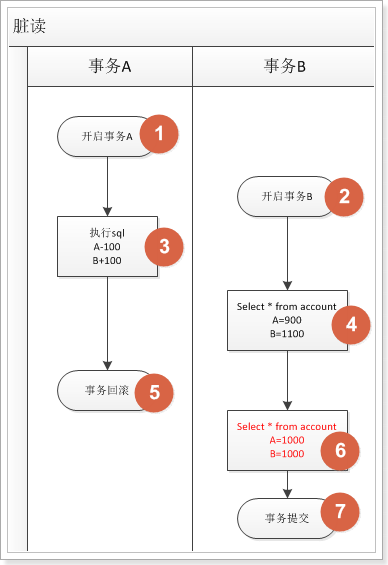 脏读
事务A
事务B
开启事务A
1
开启事务B
2
执行sql
A-100
B+100
3
Select * from account
A=900
B=1100
4
事务回滚
5
Select * from account
A=1000
B=1000
6
事务提交
7